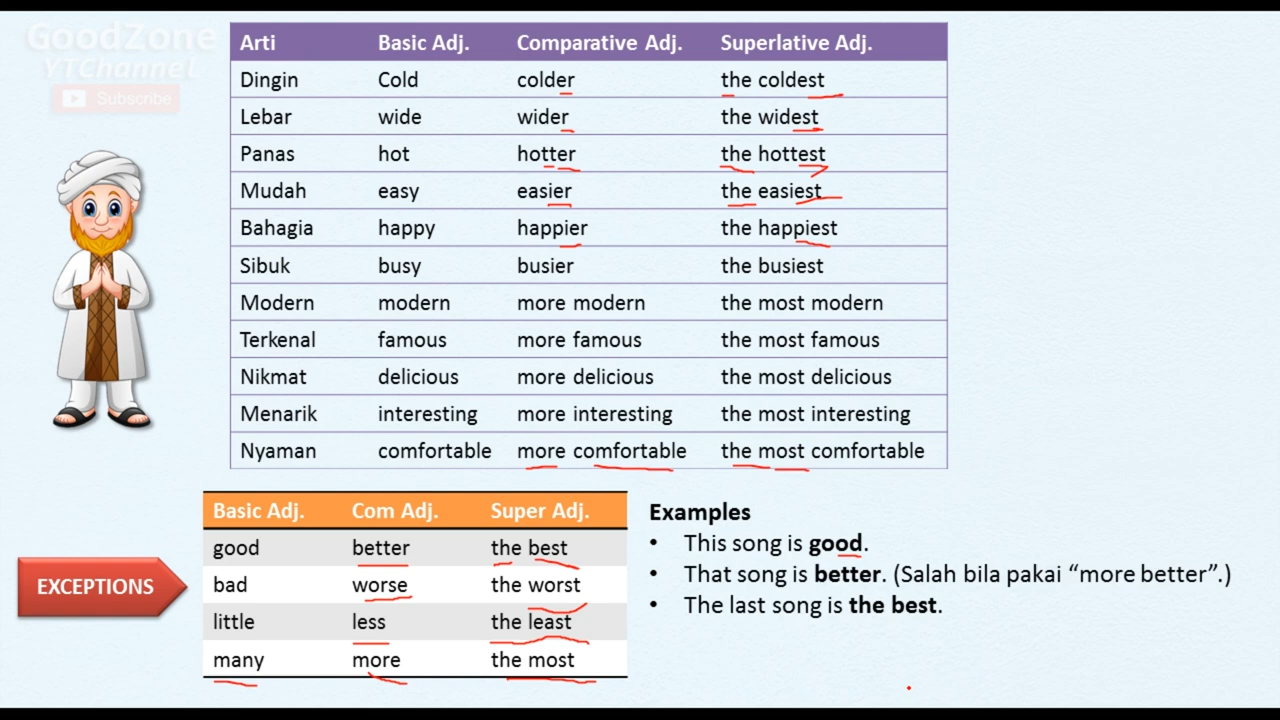 GoodZone
YTChannel
Subscribe
Arti Basic Adj. Comparative Adj. Superlative Adj.
Dingin Cold colder the coldest
Lebar wide wider the widest
Panas hot hotter the hottest
Mudah easy easier the easiest
Bahagia happy happier the happiest
Sibuk busy busier the busiest
Modern modern more modern the most modern
Terkenal famous more famous the most famous
Nikmat delicious more delicious the most delicious
Menarik interesting more interesting the most interesting
Nyaman comfortable more comfortable the most comfortable
EXCEPTIONS
Basic Adj. Com Adj. Super Adj.
good better the best
bad worse the worst
little less the least
many more the most
Examples
• This song is good.
• That song is better. (Salah bila pakai “more better”.)
• The last song is the best.